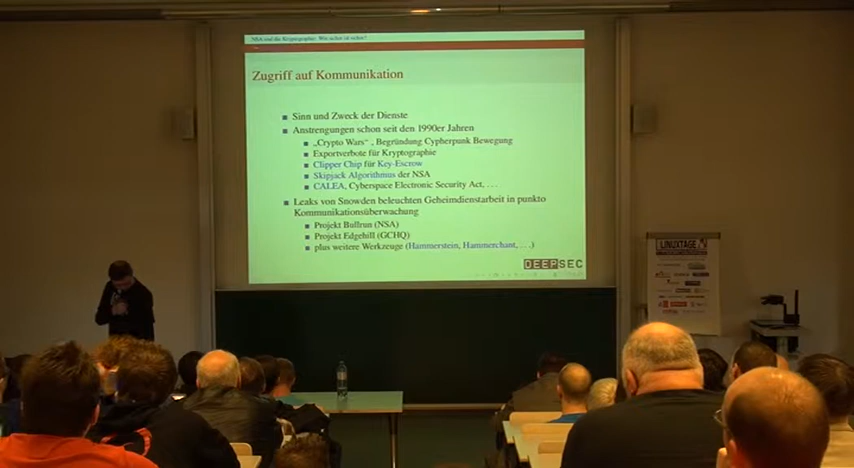 NSA und die Kryptographie: Wie sicher ist sicher?
Zugriff auf Kommunikation
Sinn und Zweck der Dienste
Anstrengungen schon seit den 1990er Jahren
„Crypto Wars“, Begründung Cypherpunk Bewegung
Exportverbote für Kryptographie
Clipper Chip für Key-Escrow
Skipjack Algorithmus der NSA
CALEA, Cyberspace Electronic Security Act, ...
Leaks von Snowden beleuchten Geheimdienstarbeit in punkto
Kommunikationsüberwachung
Projekt Bullrun (NSA)
Projekt Edgehill (GCHQ)
plus weitere Werkzeuge (Hammerstein, Hammerchant, ...)
DEEPSEC
LINUXTAGE